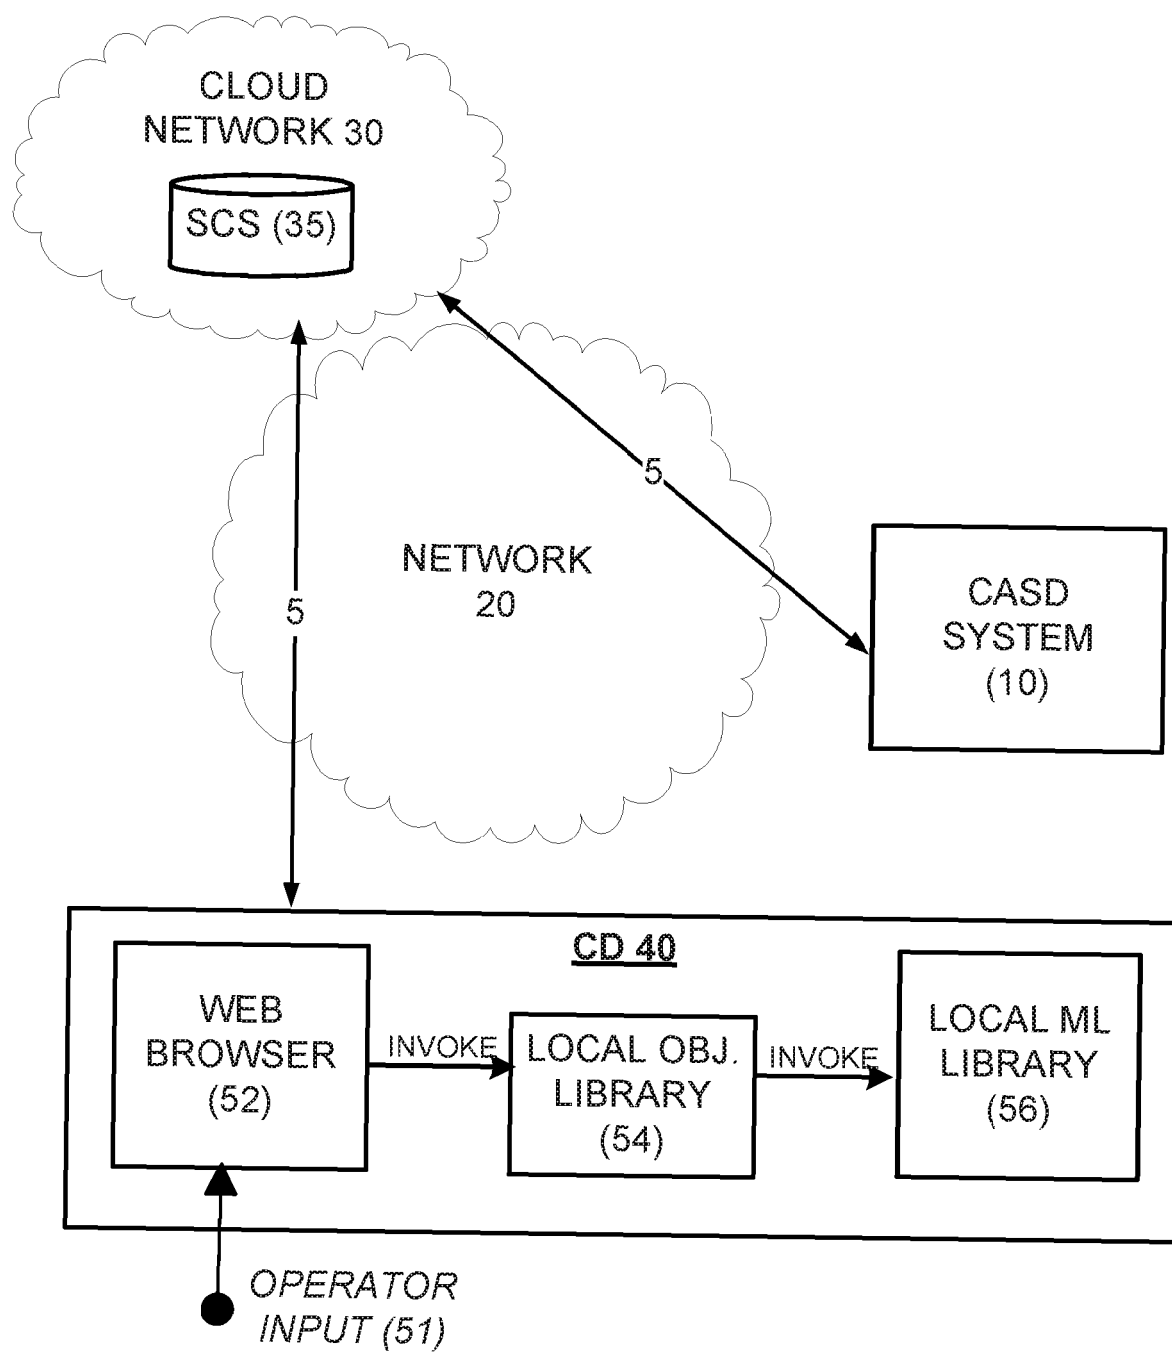 CLOUD
NETWORK 30
SCS (35)
5
NETWORK
20
5
CASD
SYSTEM
(10)
CD 40
WEB
BROWSER
(52)
INVOKE
LOCAL OBJ.
LIBRARY
(54)
INVOKE
LOCAL ML
LIBRARY
(56)
OPERATOR
INPUT (51)